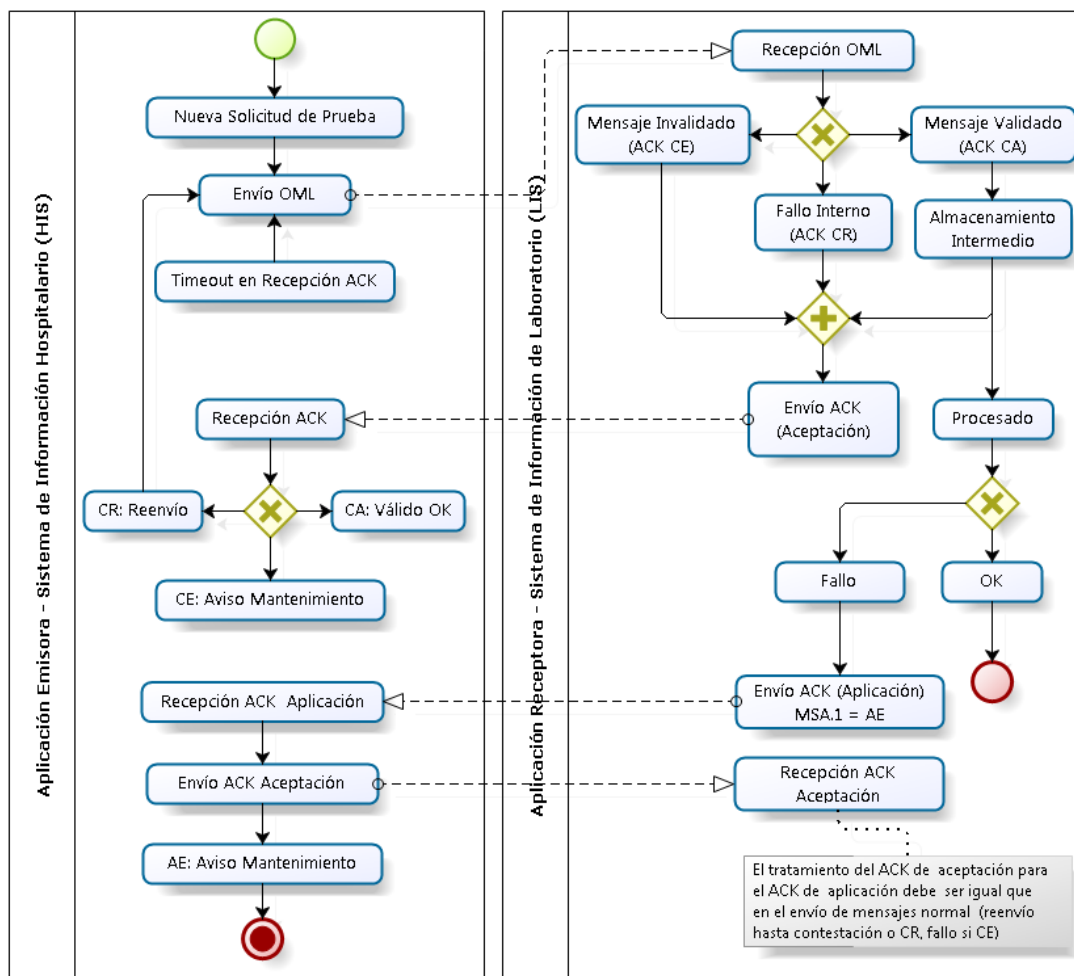 Aplicación Emisora - Sistema de Información Hospitalario (HIS)
Nueva Solicitud de Prueba
Envío OML
Timeout en Recepción ACK
Recepción ACK
CR: Reenvío
CA: Válido OK
CE: Aviso Mantenimiento
Recepción ACK Aplicación
Envío ACK Aceptación
AE: Aviso Mantenimiento
Aplicación Receptora - Sistema de Información de Laboratorio (LIS)
Recepción OML
Mensaje Invalidado
(ACK CE)
Mensaje Validado
(ACK CA)
Fallo Interno
(ACK CR)
Almacenamiento
Intermedio
Envío ACK
(Aceptación)
Procesado
Fallo
OK
Envío ACK (Aplicación)
MSA.1 = AE
Recepción ACK
Aceptación
El tratamiento del ACK de aceptación para
el ACK de aplicación debe ser igual que
en el envío de mensajes normal (reenvío
hasta contestación o CR, fallo si CE)